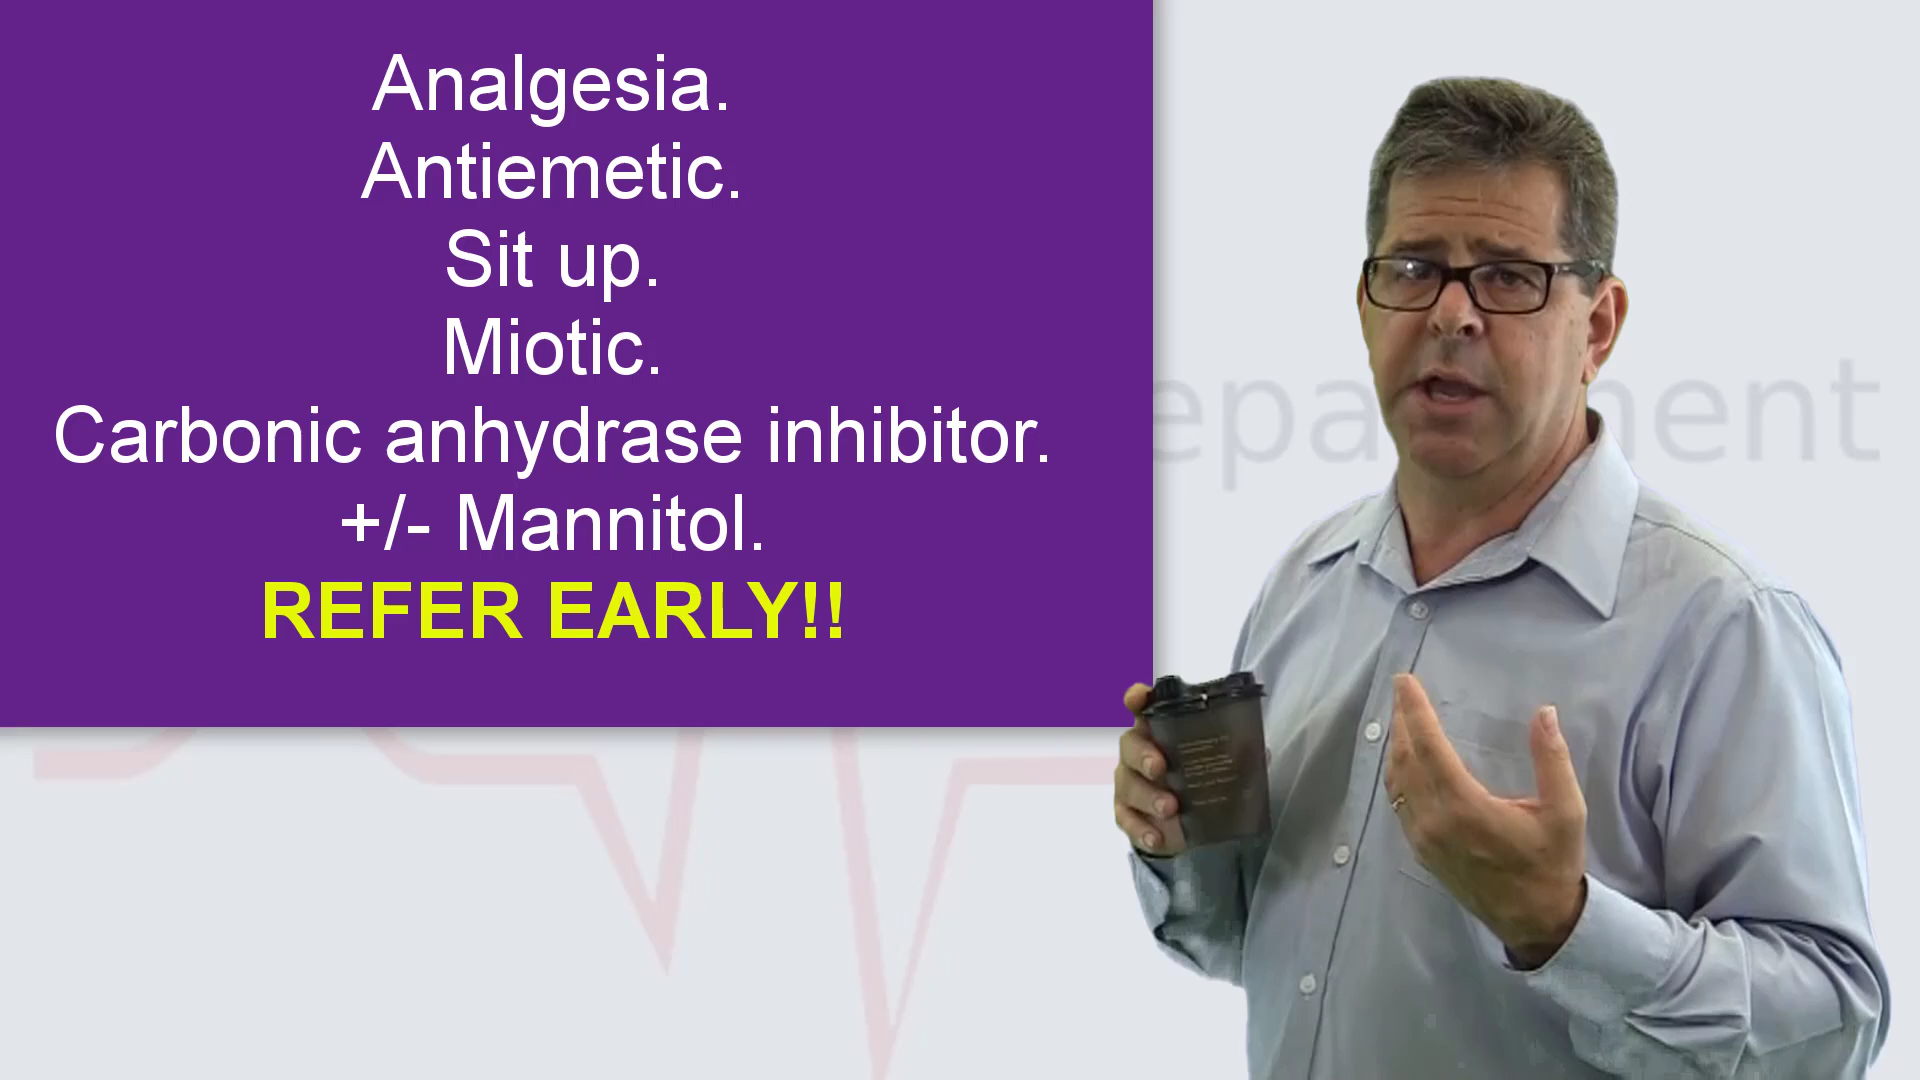 Analgesia.
Antiemetic.
Sit up.
Miotic.
Carbonic anhydrase inhibitor.
+/- Mannitol.
REFER EARLY!!